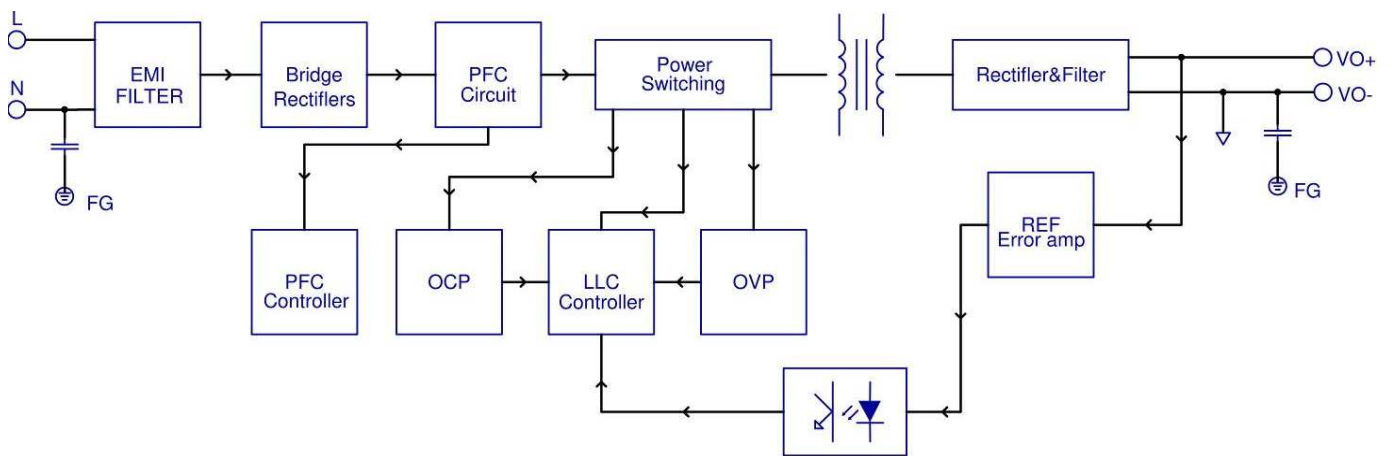 L
N
EMI
FILTER
Bridge
Rectiflers
PFC
Circuit
Power
Switching
Rectifler&Filter
VO+
VO-
FG
FG
REF
Error amp
PFC
Controller
OCP
LLC
Controller
OVP